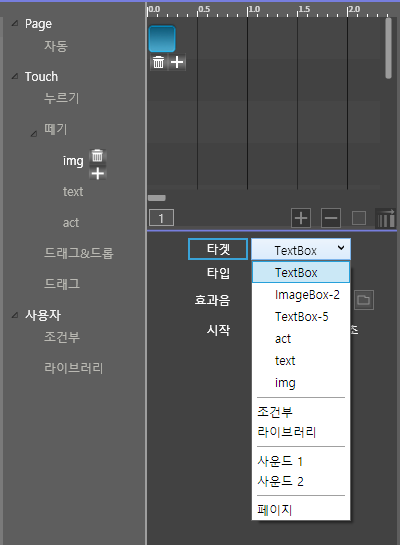 Page
자동
Touch
누르기
떼기
img
text
act
드래그&드롭
드래그
사용자
조건부
라이브러리
0.0 0.5 1.0 1.5 2.0
1
타겟 TextBox
타입
효과음
시작 초
TextBox
ImageBox-2
TextBox-5
act
text
img
조건부
라이브러리
사운드 1
사운드 2
페이지